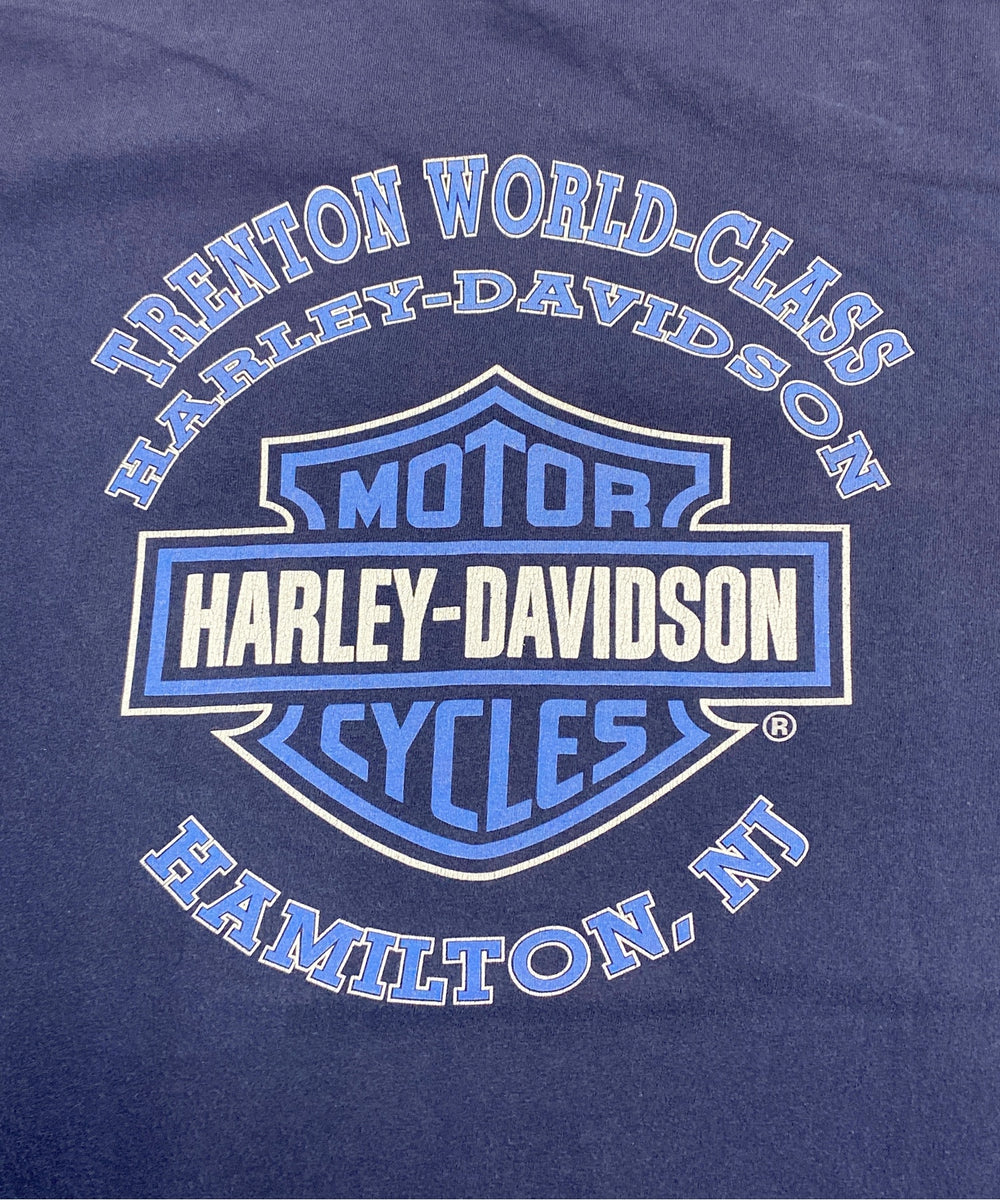 TRENTON WORLD-CLASS
HARLEY-DAVIDSON
MOTOR
HARLEY-DAVIDSON
CYCLES
®
HAMILTON, NJ